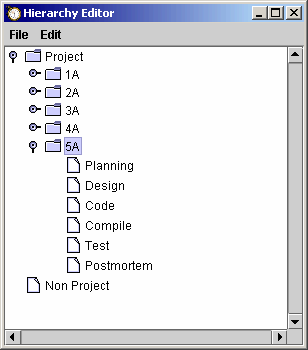 Hierarchy Editor
File Edit
Project
1A
2A
3A
4A
5A
Planning
Design
Code
Compile
Test
Postmortem
Non Project